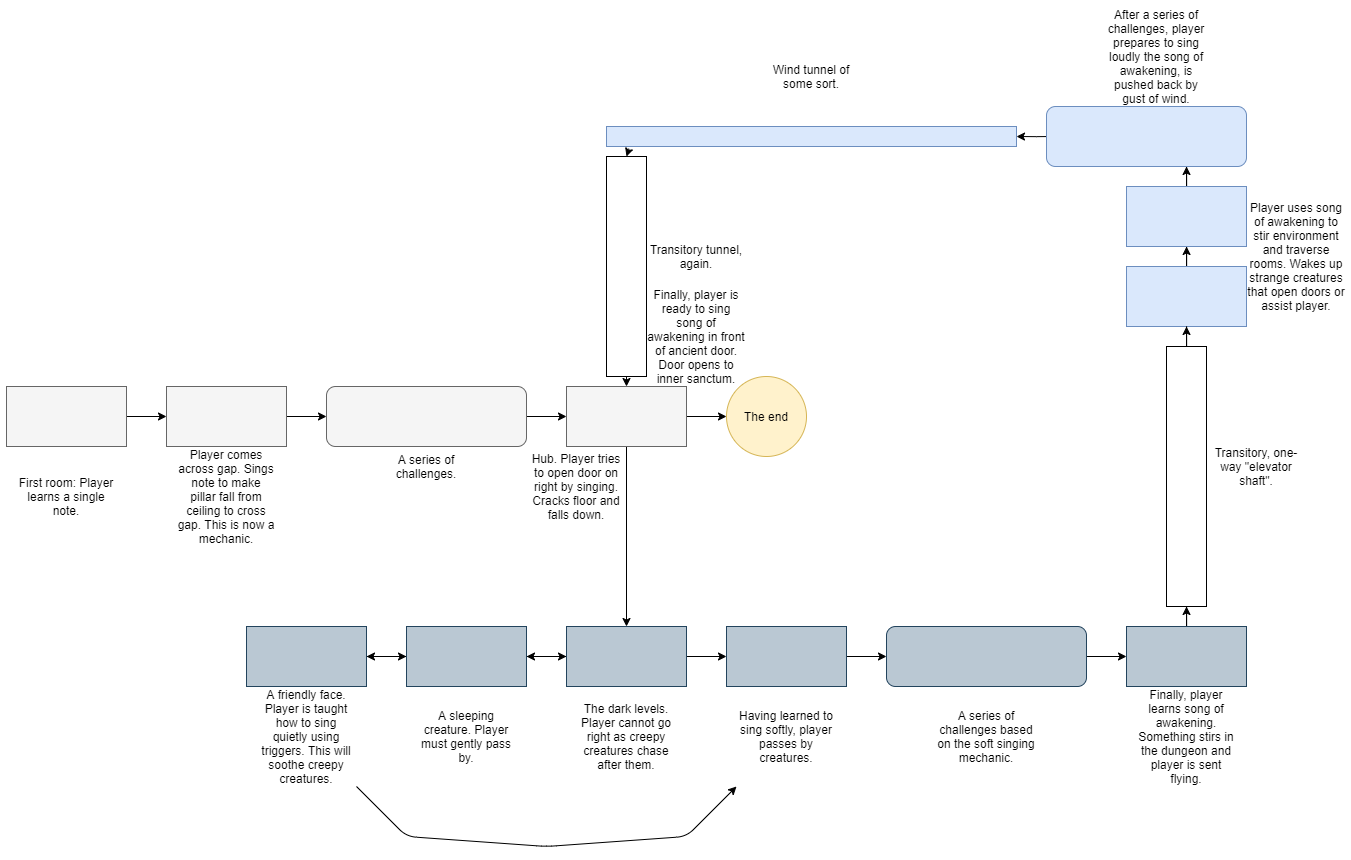 After a series of
challenges, player
prepares to sing
loudly the song of
awakening, is
pushed back by
gust of wind.
Wind tunnel of
some sort.
Player uses song
of awakening to
stir environment
and traverse
rooms. Wakes up
strange creatures
that open doors or
assist player.
Transitory tunnel,
again.
Finally, player is
ready to sing
song of
awakening in front
of ancient door.
Door opens to
inner sanctum.
The end
First room: Player
learns a single
note.
Player comes
across gap. Sings
note to make
pillar fall from
ceiling to cross
gap. This is now a
mechanic.
A series of
challenges.
Hub. Player tries
to open door on
right by singing.
Cracks floor and
falls down.
Transitory, one-
way "elevator
shaft".
A friendly face.
Player is taught
how to sing
quietly using
triggers. This will
soothe creepy
creatures.
A sleeping
creature. Player
must gently pass
by.
The dark levels.
Player cannot go
right as creepy
creatures chase
after them.
Having learned to
sing softly, player
passes by
creatures.
A series of
challenges based
on the soft singing
mechanic.
Finally, player
learns song of
awakening.
Something stirs in
the dungeon and
player is sent
flying.